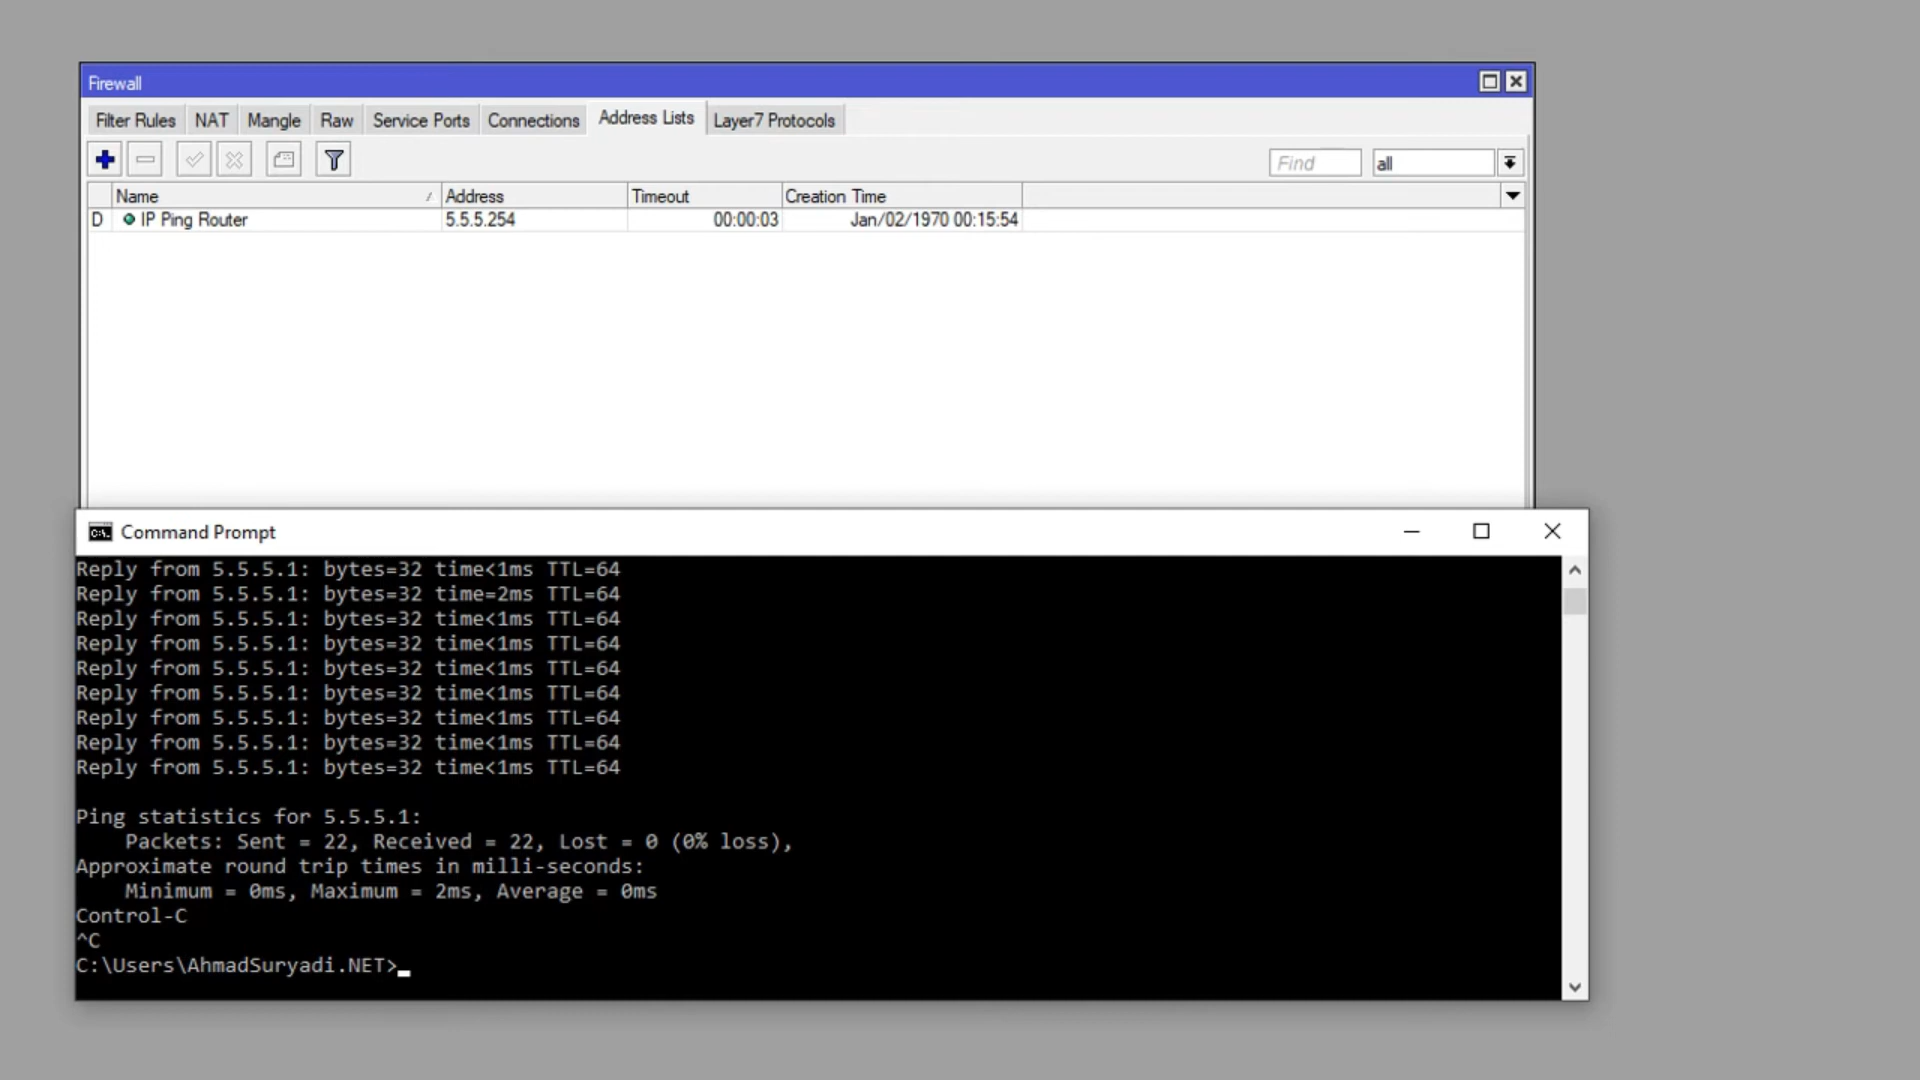 Firewall
Filter Rules NAT Mangle Raw Service Ports Connections Address Lists Layer7 Protocols
Find all
Name Address Timeout Creation Time
D IP Ping Router 5.5.5.254 00:00:03 Jan/02/1970 00:15:54
Command Prompt
Reply from 5.5.5.1: bytes=32 time<1ms TTL=64
Reply from 5.5.5.1: bytes=32 time=2ms TTL=64
Reply from 5.5.5.1: bytes=32 time<1ms TTL=64
Reply from 5.5.5.1: bytes=32 time<1ms TTL=64
Reply from 5.5.5.1: bytes=32 time<1ms TTL=64
Reply from 5.5.5.1: bytes=32 time<1ms TTL=64
Reply from 5.5.5.1: bytes=32 time<1ms TTL=64
Reply from 5.5.5.1: bytes=32 time<1ms TTL=64
Reply from 5.5.5.1: bytes=32 time<1ms TTL=64
Ping statistics for 5.5.5.1:
Packets: Sent = 22, Received = 22, Lost = 0 (0% loss),
Approximate round trip times in milli-seconds:
Minimum = 0ms, Maximum = 2ms, Average = 0ms
Control-C
^C
C:\Users\AhmadSuryadi.NET>